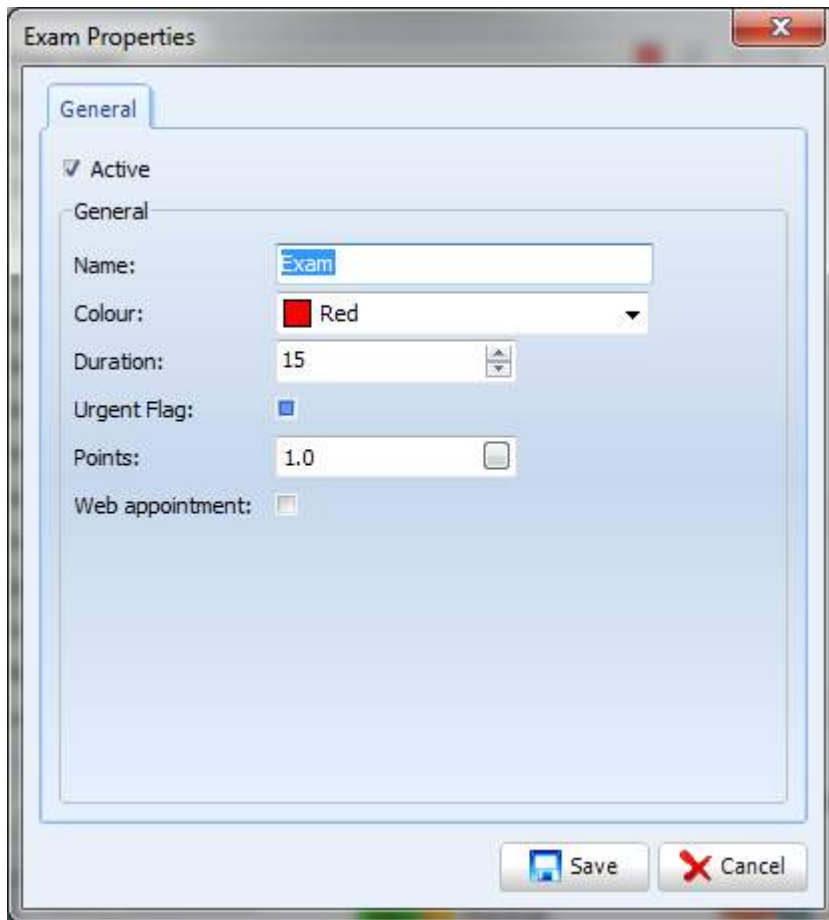 Exam Properties
General
Active
General
Name: Exam
Colour: Red
Duration: 15
Urgent Flag:
Points: 1.0
Web appointment:
Save Cancel